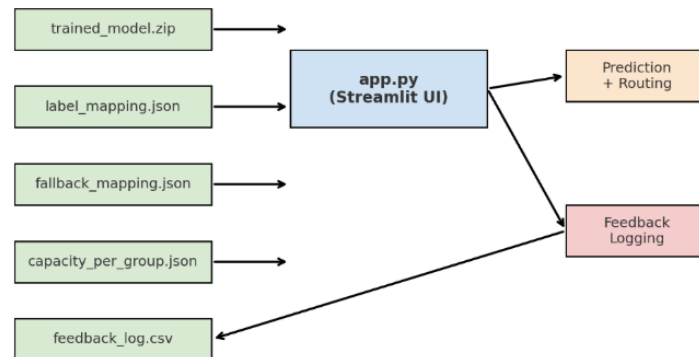 trained_model.zip
label_mapping.json
fallback_mapping.json
capacity_per_group.json
feedback_log.csv
app.py
(Streamlit UI)
Prediction
+ Routing
Feedback
Logging